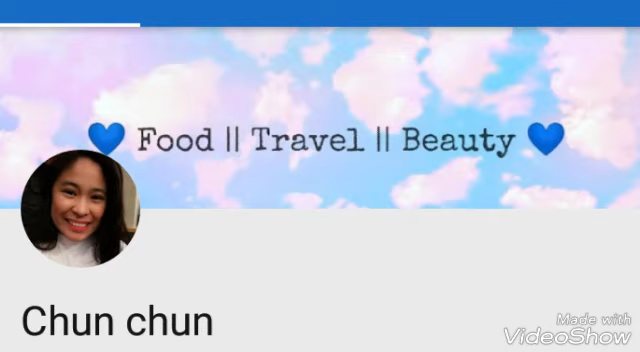 💙 Food || Travel || Beauty 💙
Chun chun
Made with
VideoShow